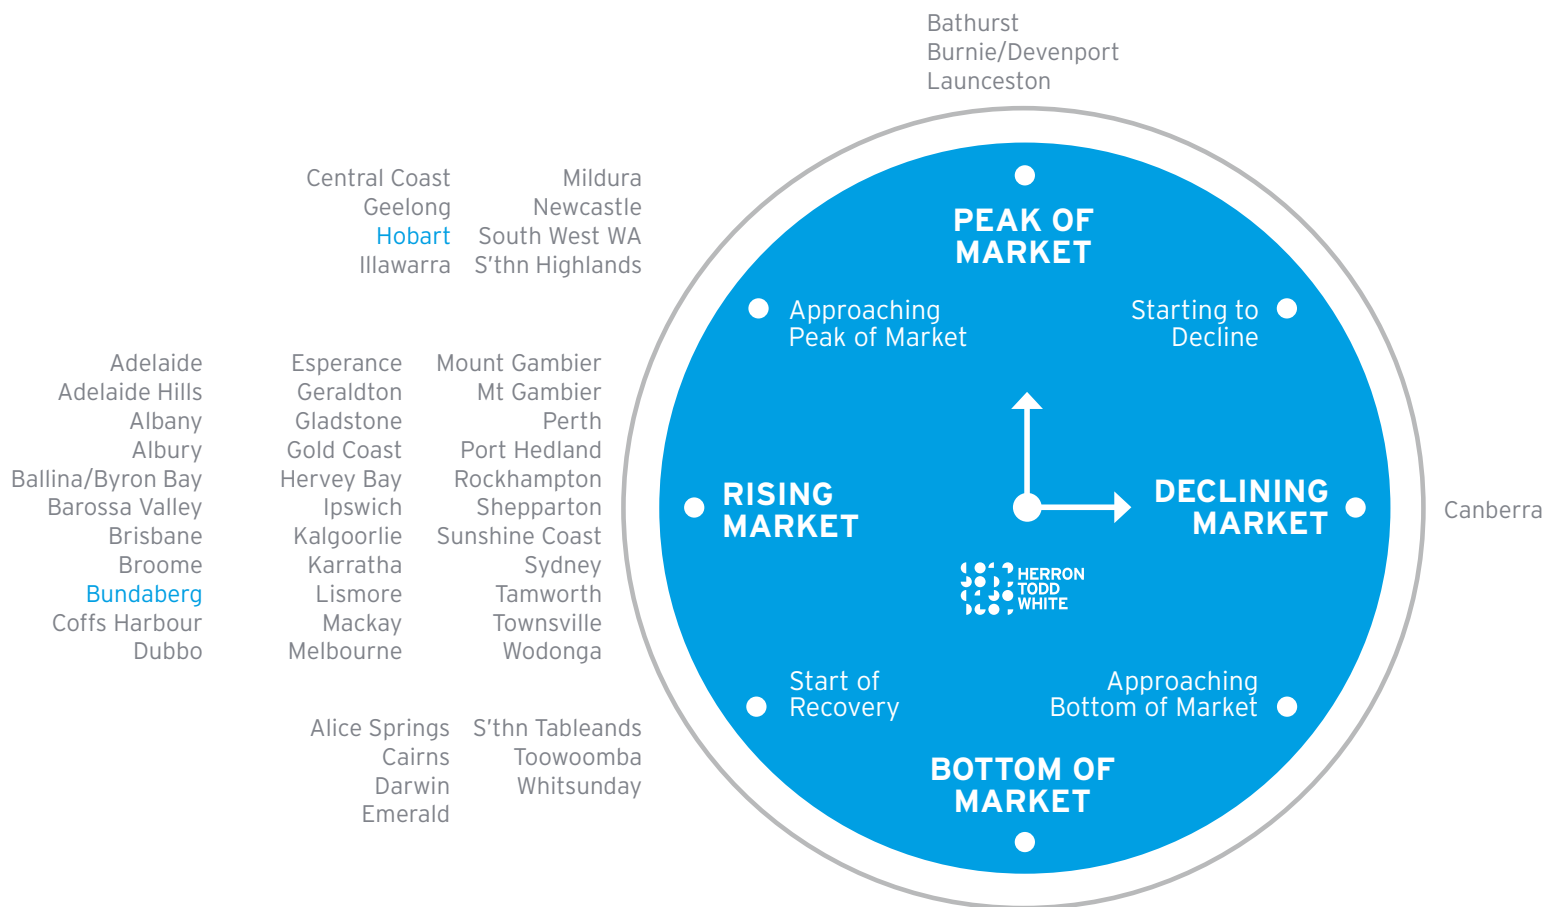 Bathurst
Burnie/Devenport
Launceston
Central Coast
Geelong
Hobart
Illawarra
Mildura
Newcastle
South West WA
S'thn Highlands
PEAK OF
MARKET
Approaching
Peak of Market
Starting to
Decline
Adelaide
Adelaide Hills
Albany
Albury
Ballina/Byron Bay
Barossa Valley
Brisbane
Broome
Bundaberg
Coffs Harbour
Dubbo
Esperance
Geraldton
Gladstone
Gold Coast
Hervey Bay
Ipswich
Kalgoorlie
Karratha
Lismore
Mackay
Melbourne
Mount Gambier
Mt Gambier
Perth
Port Hedland
Rockhampton
Shepparton
Sunshine Coast
Sydney
Tamworth
Townsville
Wodonga
RISING
MARKET
DECLINING
MARKET
Canberra
HERRON
TODD
WHITE
Alice Springs
Cairns
Darwin
Emerald
S'thn Tableands
Toowoomba
Whitsunday
Start of
Recovery
Approaching
Bottom of Market
BOTTOM OF
MARKET